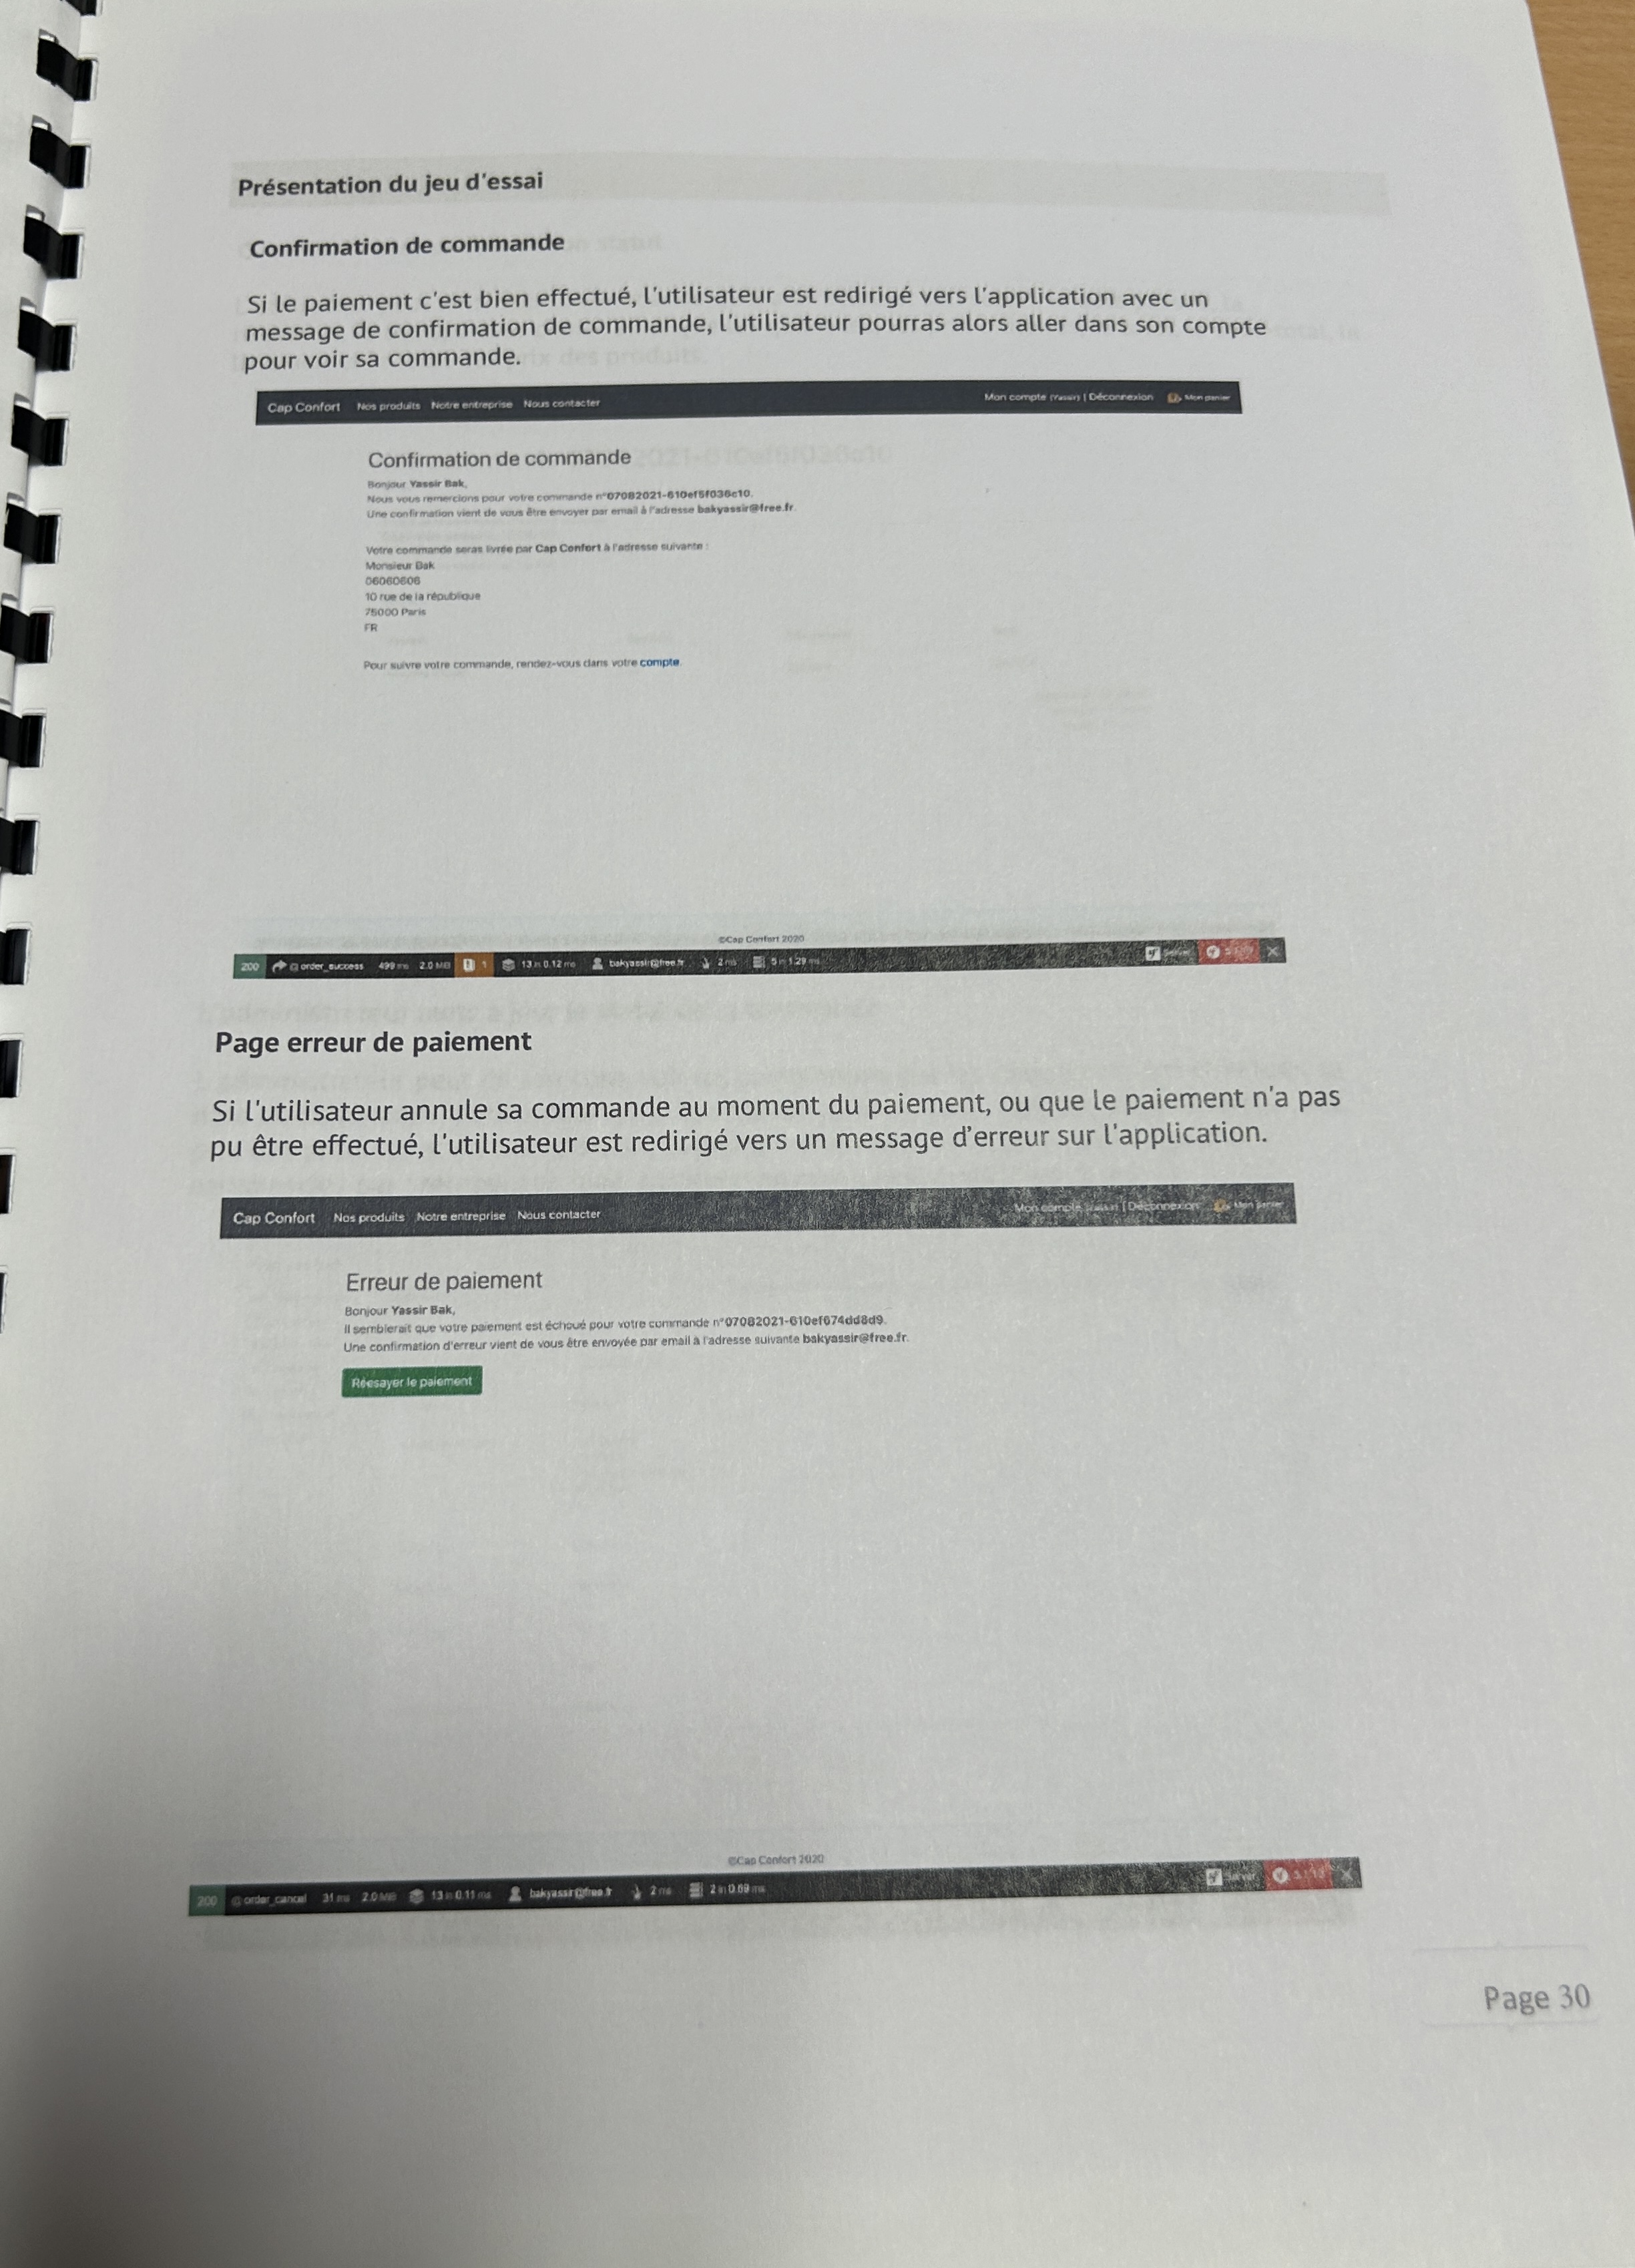 Présentation du jeu d'essai
Confirmation de commande
Si le paiement c'est bien effectué, l'utilisateur est redirigé vers l'application avec un
message de confirmation de commande, l'utilisateur pourras alors aller dans son compte
pour voir sa commande.
Cap Confort Nos produits Notre entreprise Nous contacter Mon compte (Yassir) | Déconnexion Mon panier
Confirmation de commande
Bonjour Yassir Bak,
Nous vous remercions pour votre commande n°07082021-610ef5f036c10.
Une confirmation vient de vous être envoyer par email à l'adresse bakyassir@free.fr.
Votre commande seras livrée par Cap Confort à l'adresse suivante :
Monsieur Bak
06060606
10 rue de la république
75000 Paris
FR
Pour suivre votre commande, rendez-vous dans votre compte.
©Cap Confort 2020
200 @ order_success 499 ms 2.0 MiB 1 13 in 0.12 ms bakyassir@free.fr 2 ms 5 in 1.29 ms Server
Page erreur de paiement
Si l'utilisateur annule sa commande au moment du paiement, ou que le paiement n'a pas
pu être effectué, l'utilisateur est redirigé vers un message d'erreur sur l'application.
Cap Confort Nos produits Notre entreprise Nous contacter Mon compte | Déconnexion Mon panier
Erreur de paiement
Bonjour Yassir Bak,
Il semblerait que votre paiement est échoué pour votre commande n°07082021-610ef674dd8d9.
Une confirmation d'erreur vient de vous être envoyée par email à l'adresse suivante bakyassir@free.fr.
Réesayer le paiement
©Cap Confort 2020
200 @ order_cancel 31 ms 2.0 MiB 13 in 0.11 ms bakyassir@free.fr 2 ms 2 in 0.69 ms
Page 30